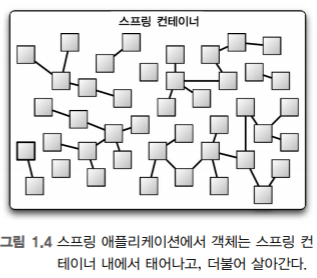 스프링 컨테이너
그림 1.4 스프링 애플리케이션에서 객체는 스프링 컨
테이너 내에서 태어나고, 더불어 살아간다.